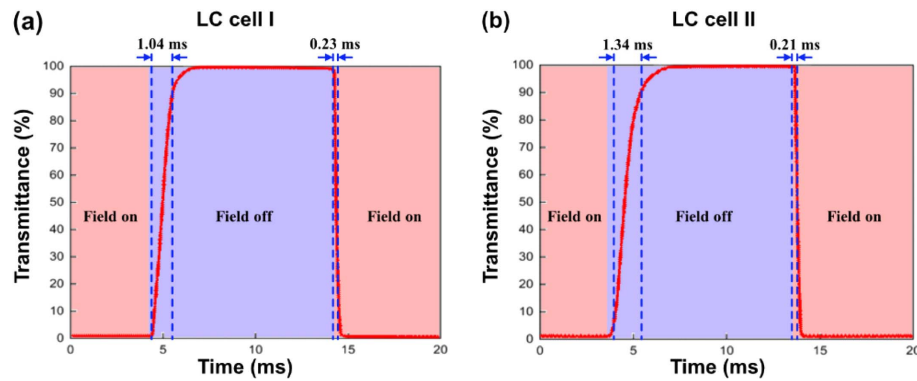 (a)
LC cell I
1.04 ms
0.23 ms
Transmittance (%)
100
90
80
70
60
50
40
30
20
10
0
Field on
Field off
Field on
0
5
10
15
20
Time (ms)
(b)
LC cell II
1.34 ms
0.21 ms
Transmittance (%)
100
90
80
70
60
50
40
30
20
10
0
Field on
Field off
Field on
0
5
10
15
20
Time (ms)